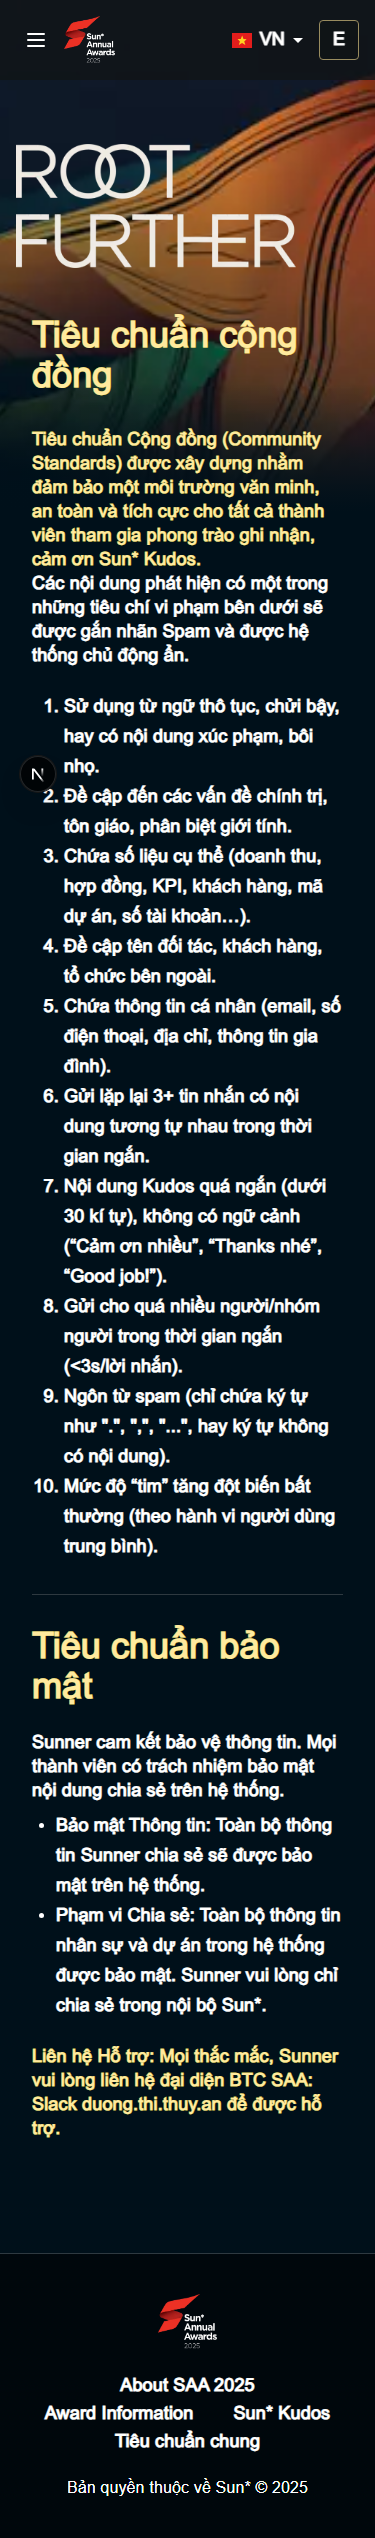 Sun*
Annual
Awards
2025
VN
E
ROOT
FURTHER
Tiêu chuẩn cộng
đồng
Tiêu chuẩn Cộng đồng (Community
Standards) được xây dựng nhằm
đảm bảo một môi trường văn minh,
an toàn và tích cực cho tất cả thành
viên tham gia phong trào ghi nhận,
cảm ơn Sun* Kudos.
Các nội dung phát hiện có một trong
những tiêu chí vi phạm bên dưới sẽ
được gắn nhãn Spam và được hệ
thống chủ động ẩn.
1. Sử dụng từ ngữ thô tục, chửi bậy,
hay có nội dung xúc phạm, bôi
nhọ.
N
2. Đề cập đến các vấn đề chính trị,
tôn giáo, phân biệt giới tính.
3. Chứa số liệu cụ thể (doanh thu,
hợp đồng, KPI, khách hàng, mã
dự án, số tài khoản...).
4. Đề cập tên đối tác, khách hàng,
tổ chức bên ngoài.
5. Chứa thông tin cá nhân (email, số
điện thoại, địa chỉ, thông tin gia
đình).
6. Gửi lặp lại 3+ tin nhắn có nội
dung tương tự nhau trong thời
gian ngắn.
7. Nội dung Kudos quá ngắn (dưới
30 kí tự), không có ngữ cảnh
(“Cảm ơn nhiều”, “Thanks nhé”,
“Good job!”).
8. Gửi cho quá nhiều người/nhóm
người trong thời gian ngắn
(<3s/lời nhắn).
9. Ngôn từ spam (chỉ chứa ký tự
như ".", ",", "...", hay ký tự không
có nội dung).
10. Mức độ “tim” tăng đột biến bất
thường (theo hành vi người dùng
trung bình).
Tiêu chuẩn bảo
mật
Sunner cam kết bảo vệ thông tin. Mọi
thành viên có trách nhiệm bảo mật
nội dung chia sẻ trên hệ thống.
• Bảo mật Thông tin: Toàn bộ thông
tin Sunner chia sẻ sẽ được bảo
mật trên hệ thống.
• Phạm vi Chia sẻ: Toàn bộ thông tin
nhân sự và dự án trong hệ thống
được bảo mật. Sunner vui lòng chỉ
chia sẻ trong nội bộ Sun*.
Liên hệ Hỗ trợ: Mọi thắc mắc, Sunner
vui lòng liên hệ đại diện BTC SAA:
Slack duong.thi.thuy.an để được hỗ
trợ.
Sun*
Annual
Awards
2025
About SAA 2025
Award Information Sun* Kudos
Tiêu chuẩn chung
Bản quyền thuộc về Sun* © 2025